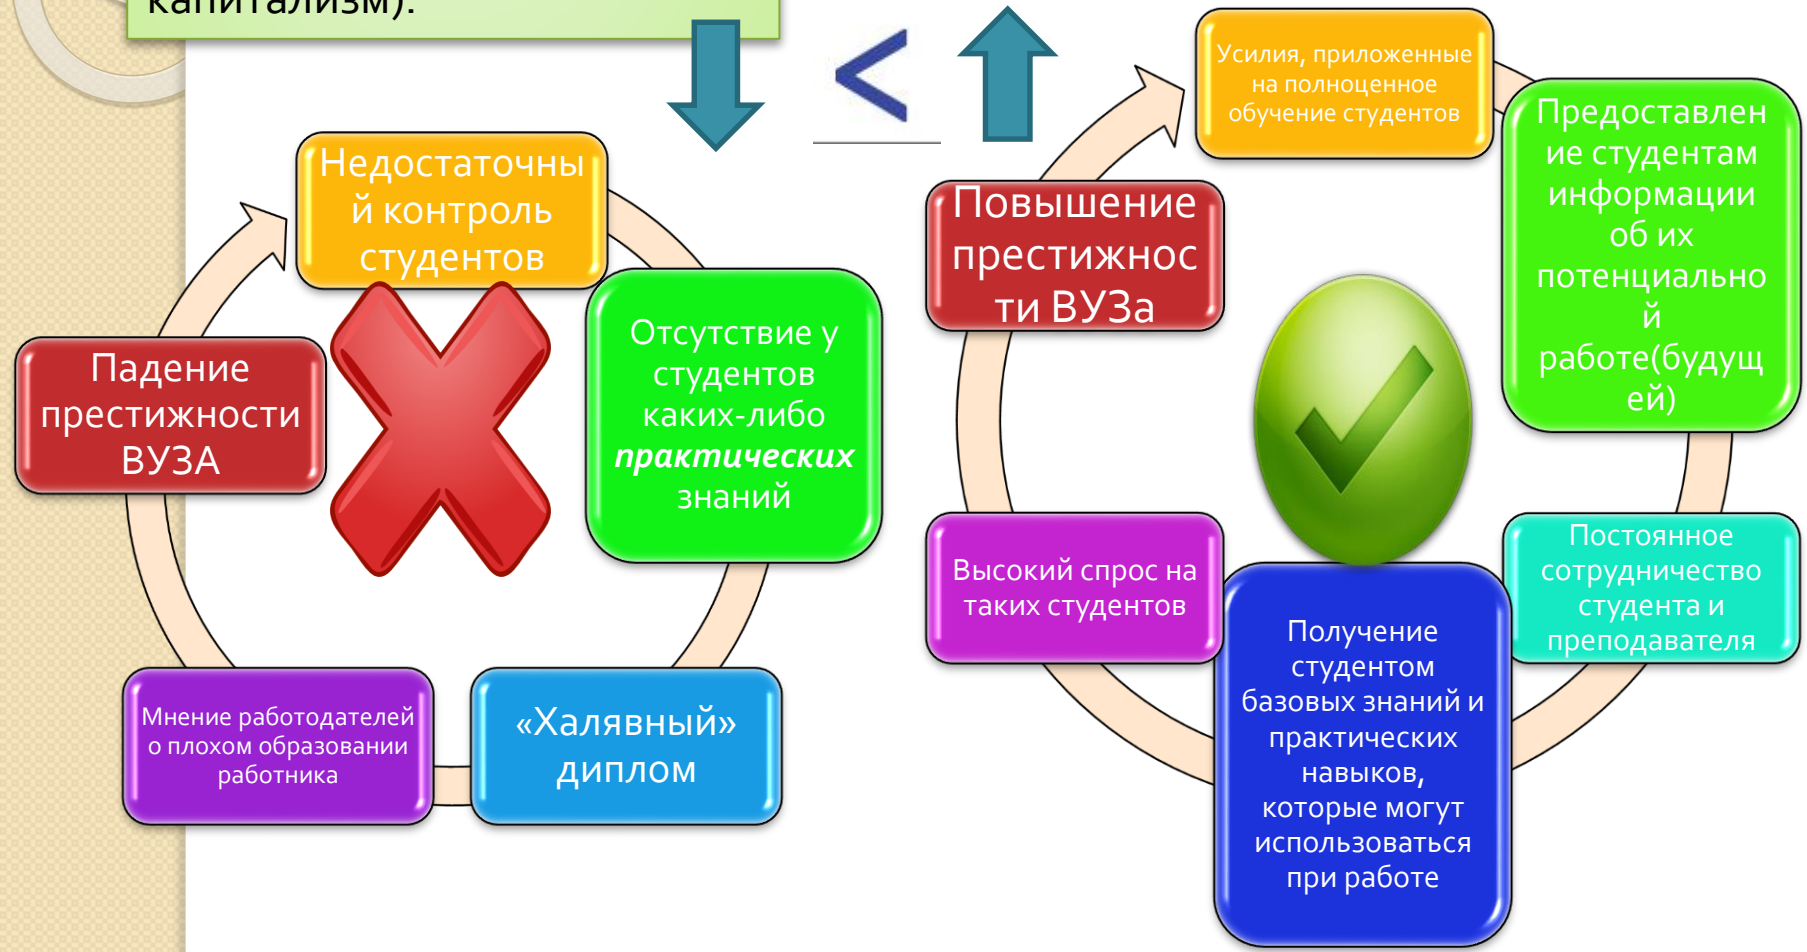 капитализм).
<
Недостаточны
й контроль
студентов
Отсутствие у
студентов
каких-либо
практических
знаний
«Халявный»
диплом
Мнение работодателей
о плохом образовании
работника
Падение
престижности
ВУЗА
Усилия, приложенные
на полноценное
обучение студентов
Предоставлен
ие студентам
информации
об их
потенциально
й
работе(будущ
ей)
Постоянное
сотрудничество
студента и
преподавателя
Получение
студентом
базовых знаний и
практических
навыков,
которые могут
использоваться
при работе
Высокий спрос на
таких студентов
Повышение
престижнос
ти ВУЗа